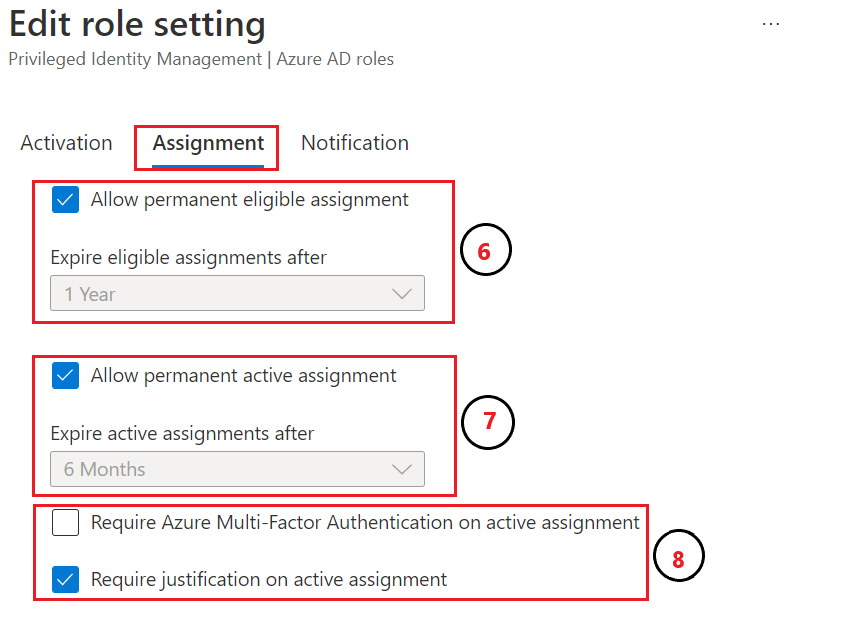 Edit role setting
...
Privileged Identity Management | Azure AD roles
Activation Assignment Notification
Allow permanent eligible assignment
6
Expire eligible assignments after
1 Year
Allow permanent active assignment
7
Expire active assignments after
6 Months
Require Azure Multi-Factor Authentication on active assignment
8
Require justification on active assignment